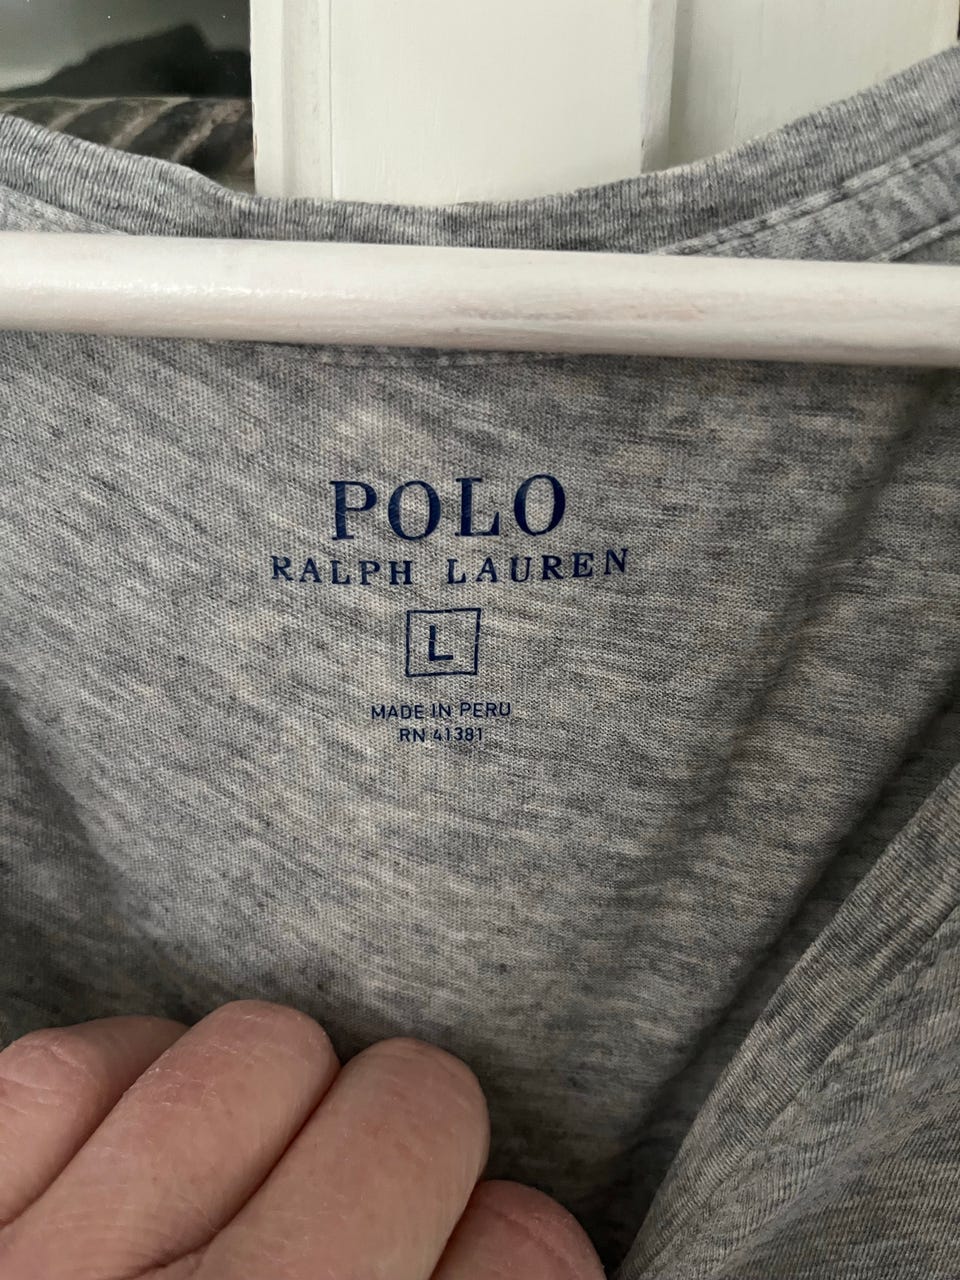 POLO
RALPH LAUREN
L
MADE IN PERU
RN 41381